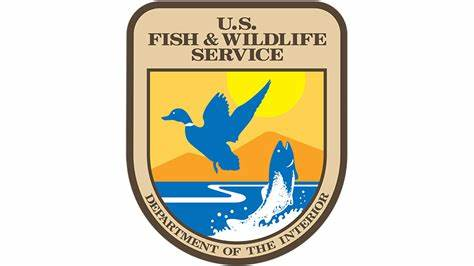 U.S.
FISH & WILDLIFE
SERVICE
DEPARTMENT OF THE INTERIOR